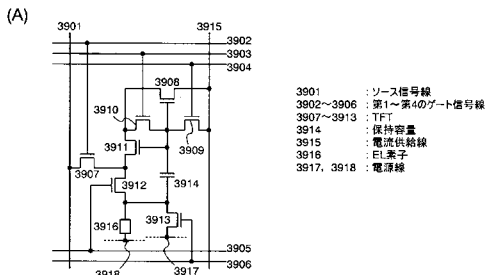 (A)
3901
3915
3902
3903
3904
3908
3910
3911
3909
3907
3912
3914
3916
3913
3905
3906
3918
3917
3901 : ソース信号線
3902～3906 : 第1～第4のゲート信号線
3907～3913 : TFT
3914 : 保持容量
3915 : 電流供給線
3916 : EL素子
3917, 3918 : 電源線